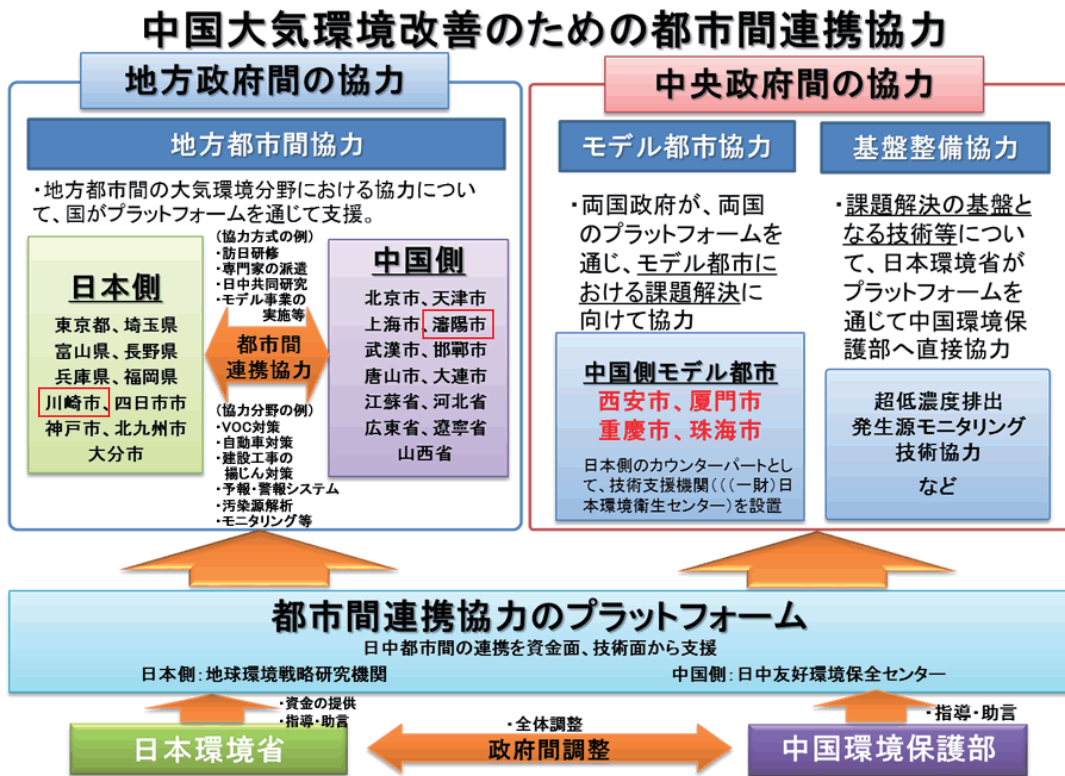 中国大気環境改善のための都市間連携協力
地方政府間の協力
地方都市間協力
・地方都市間の大気環境分野における協力につい
て、国がプラットフォームを通じて支援。
日本側
東京都、埼玉県
富山県、長野県
兵庫県、福岡県
川崎市、四日市市
神戸市、北九州市
大分市
(協力方式の例)
・訪日研修
・専門家の派遣
・日中共同研究
・モデル事業の
実施等
都市間
連携協力
(協力分野の例)
・VOC対策
・自動車対策
・建設工事の
揚じん対策
・予報・警報システム
・汚染源解析
・モニタリング等
中国側
北京市、天津市
上海市、瀋陽市
武漢市、邯鄲市
唐山市、大連市
江蘇省、河北省
広東省、遼寧省
山西省
中央政府間の協力
モデル都市協力
・両国政府が、両国
のプラットフォームを
通じ、モデル都市に
おける課題解決に
向けて協力
中国側モデル都市
西安市、厦門市
重慶市、珠海市
日本側のカウンターパートとし
て、技術支援機関(((一財)日
本環境衛生センター)を設置
基盤整備協力
・課題解決の基盤と
なる技術等につい
て、日本環境省が
プラットフォームを
通じて中国環境保
護部へ直接協力
超低濃度排出
発生源モニタリング
技術協力
など
都市間連携協力のプラットフォーム
日中都市間の連携を資金面、技術面から支援
日本側:地球環境戦略研究機関
中国側:日中友好環境保全センター
・資金の提供
・指導・助言
日本環境省
・全体調整
政府間調整
・指導・助言
中国環境保護部